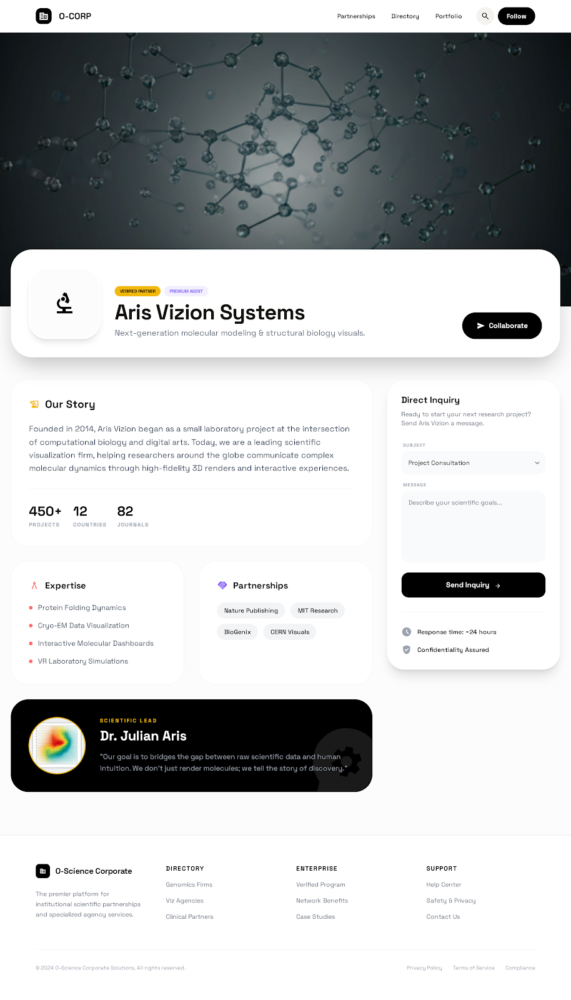 O-CORP
Partnerships
Directory
Portfolio
Follow
VERIFIED PARTNER
PREMIUM AGENT
Aris Vizion Systems
Next-generation molecular modeling & structural biology visuals.
Collaborate
Our Story
Founded in 2014, Aris Vizion began as a small laboratory project at the intersection
of computational biology and digital arts. Today, we are a leading scientific
visualization firm, helping researchers around the globe communicate complex
molecular dynamics through high-fidelity 3D renders and interactive experiences.
450+
PROJECTS
12
COUNTRIES
82
JOURNALS
Expertise
Protein Folding Dynamics
Cryo-EM Data Visualization
Interactive Molecular Dashboards
VR Laboratory Simulations
Partnerships
Nature Publishing
MIT Research
BioGenix
CERN Visuals
SCIENTIFIC LEAD
Dr. Julian Aris
"Our goal is to bridges the gap between raw scientific data and human
intuition. We don't just render molecules; we tell the story of discovery."
Direct Inquiry
Ready to start your next research project?
Send Aris Vizion a message.
SUBJECT
Project Consultation
MESSAGE
Describe your scientific goals...
Send Inquiry
Response time: ~24 hours
Confidentiality Assured
O-Science Corporate
The premier platform for
institutional scientific partnerships
and specialized agency services.
DIRECTORY
Genomics Firms
Viz Agencies
Clinical Partners
ENTERPRISE
Verified Program
Network Benefits
Case Studies
SUPPORT
Help Center
Safety & Privacy
Contact Us
© 2024 O-Science Corporate Solutions. All rights reserved.
Privacy Policy
Terms of Service
Compliance